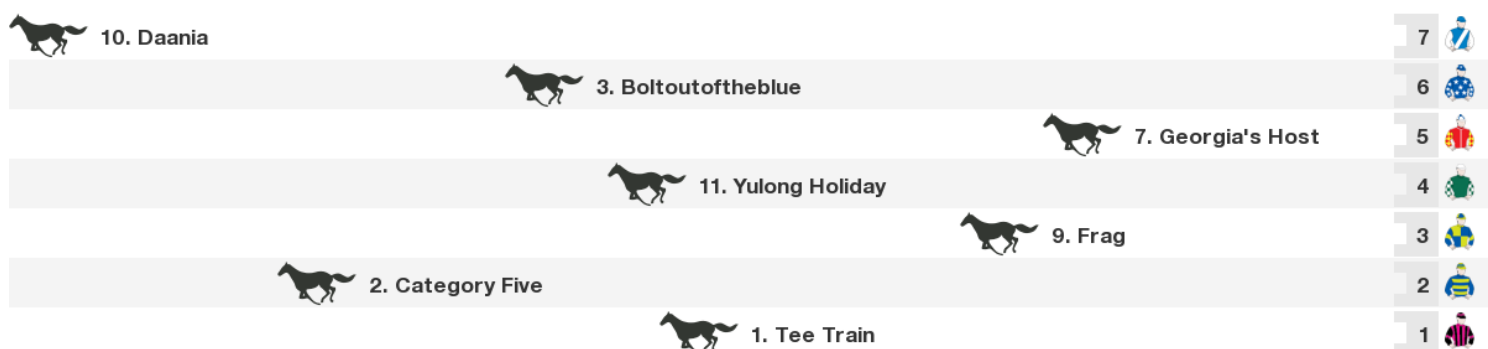 10. Daania 7
3. Boltoutoftheblue 6
7. Georgia's Host 5
11. Yulong Holiday 4
9. Frag 3
2. Category Five 2
1. Tee Train 1